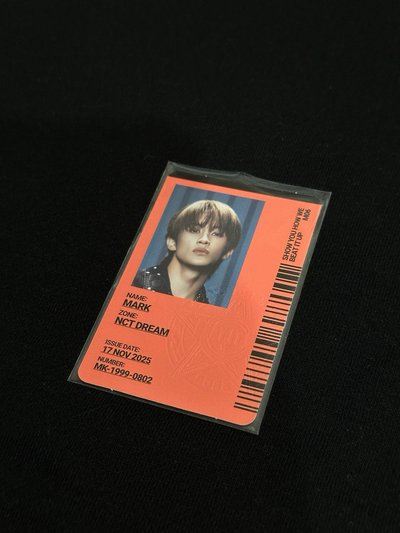 NAME:
MARK
ZONE:
NCT DREAM
ISSUE DATE:
17 NOV 2025
NUMBER:
MK-1999-0802
SHOW YOU HOW WE
BEAT IT UP
M06